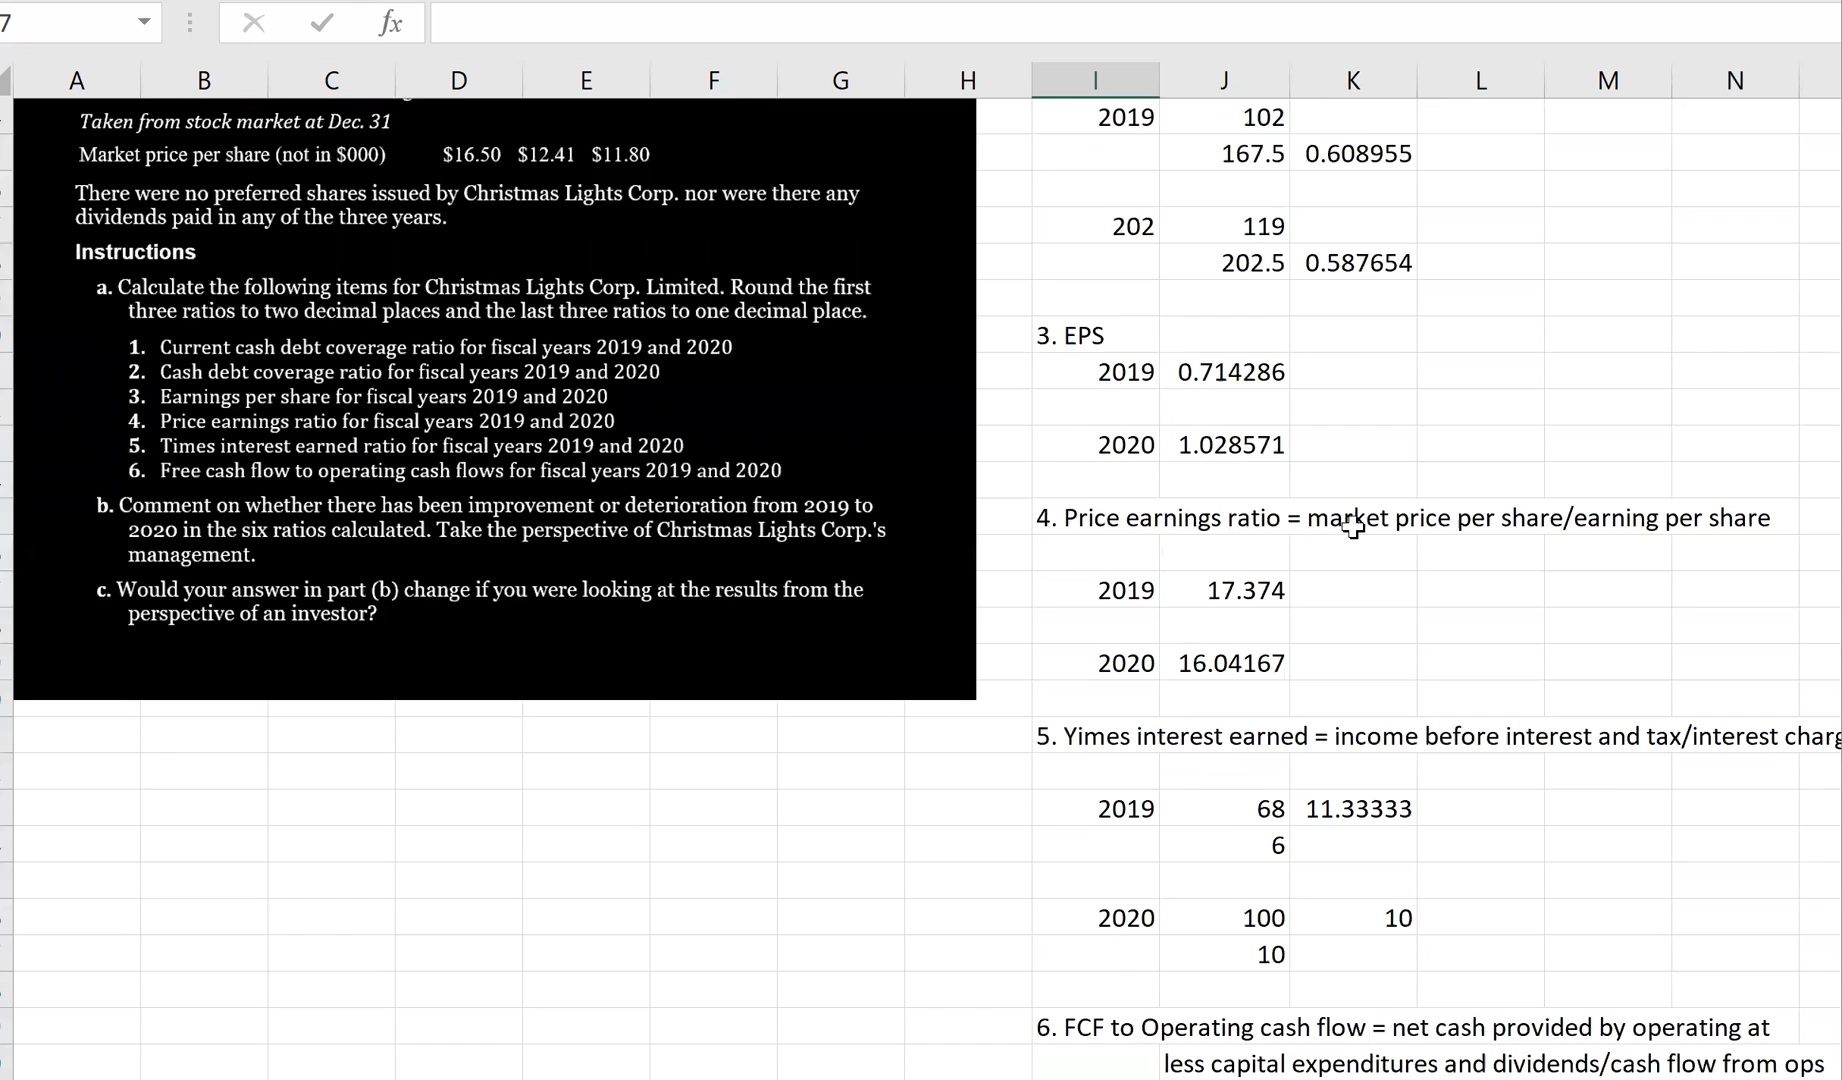 7
fx
A B C D E F G H I J K L M N
Taken from stock market at Dec. 31
Market price per share (not in $000) $16.50 $12.41 $11.80
There were no preferred shares issued by Christmas Lights Corp. nor were there any
dividends paid in any of the three years.
Instructions
a. Calculate the following items for Christmas Lights Corp. Limited. Round the first
three ratios to two decimal places and the last three ratios to one decimal place.
1. Current cash debt coverage ratio for fiscal years 2019 and 2020
2. Cash debt coverage ratio for fiscal years 2019 and 2020
3. Earnings per share for fiscal years 2019 and 2020
4. Price earnings ratio for fiscal years 2019 and 2020
5. Times interest earned ratio for fiscal years 2019 and 2020
6. Free cash flow to operating cash flows for fiscal years 2019 and 2020
b. Comment on whether there has been improvement or deterioration from 2019 to
2020 in the six ratios calculated. Take the perspective of Christmas Lights Corp.'s
management.
c. Would your answer in part (b) change if you were looking at the results from the
perspective of an investor?
2019 102
167.5 0.608955
202 119
202.5 0.587654
3. EPS
2019 0.714286
2020 1.028571
4. Price earnings ratio = market price per share/earning per share
2019 17.374
2020 16.04167
5. Yimes interest earned = income before interest and tax/interest charg
2019 68 11.33333
6
2020 100 10
10
6. FCF to Operating cash flow = net cash provided by operating at
less capital expenditures and dividends/cash flow from ops